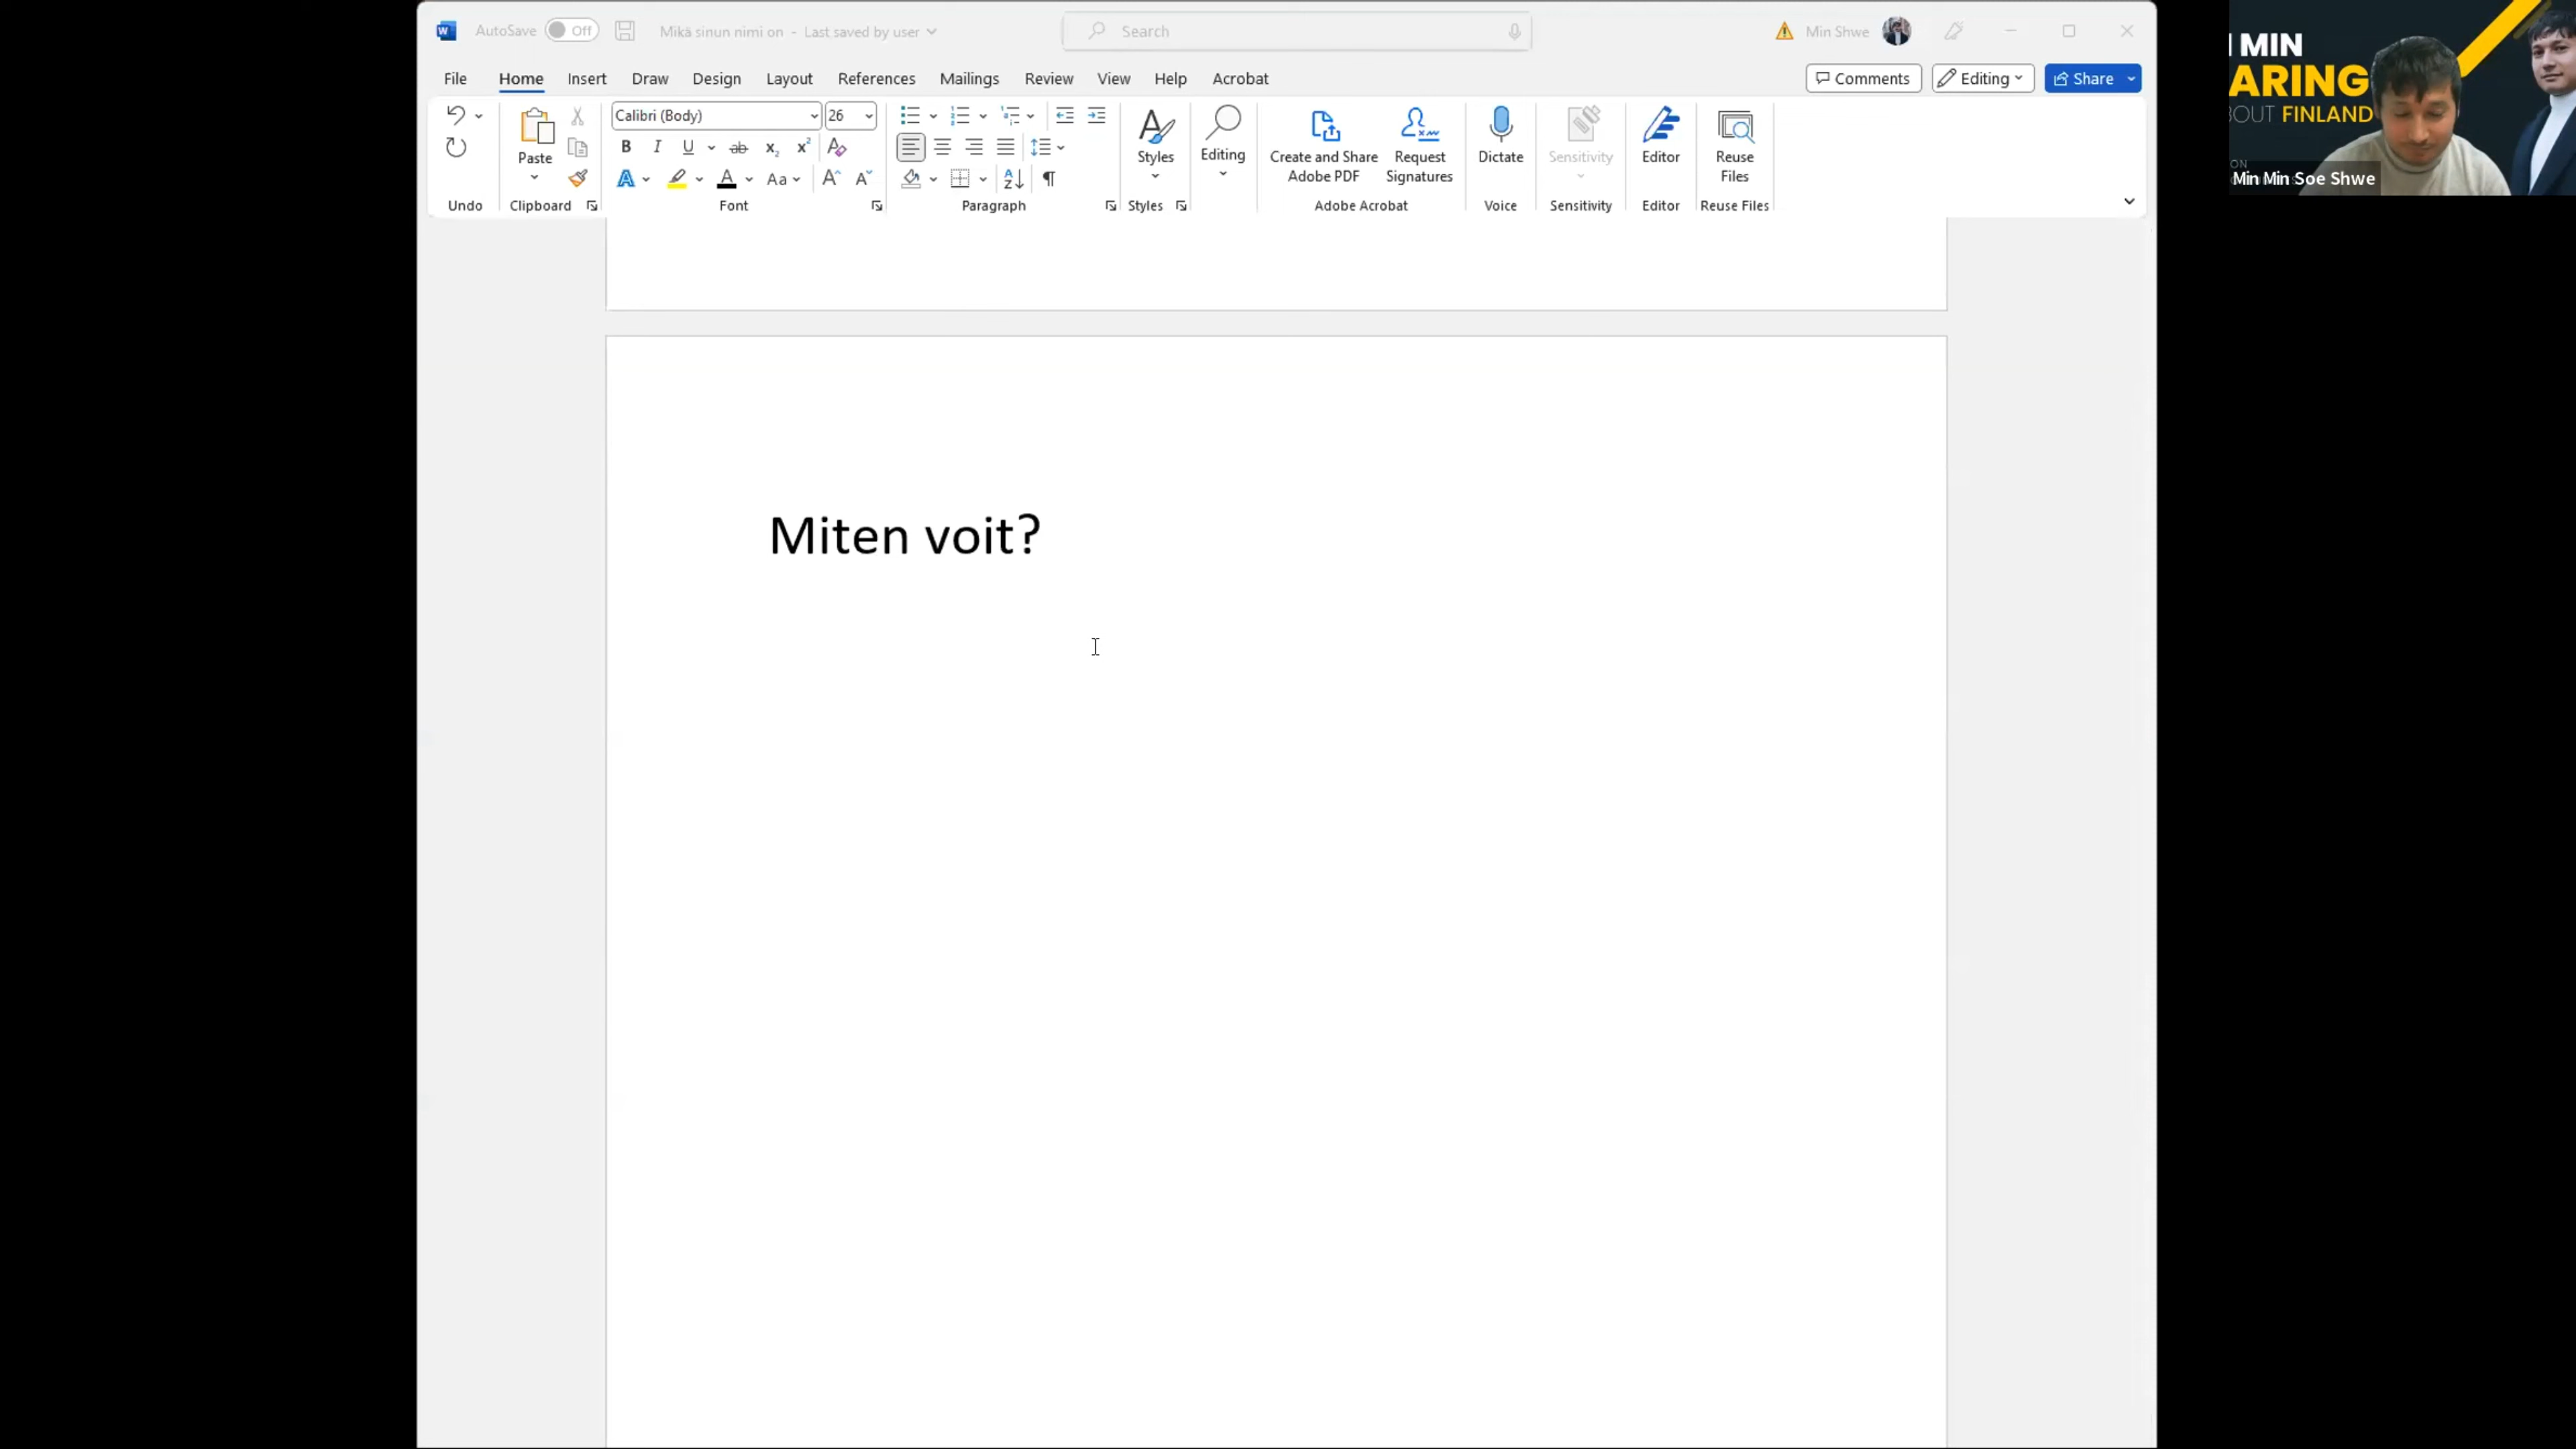 AutoSave Off Mikä sinun nimi on - Last saved by user Search Min Shwe
File Home Insert Draw Design Layout References Mailings Review View Help Acrobat Comments Editing Share
Calibri (Body) 26
Paste
Styles
Editing
Create and Share Adobe PDF
Request Signatures
Dictate
Sensitivity
Editor
Reuse Files
Undo Clipboard Font Paragraph Styles Adobe Acrobat Voice Sensitivity Editor Reuse Files
Miten voit?
MIN
ARING
OUT FINLAND
ON
Min Min Soe Shwe